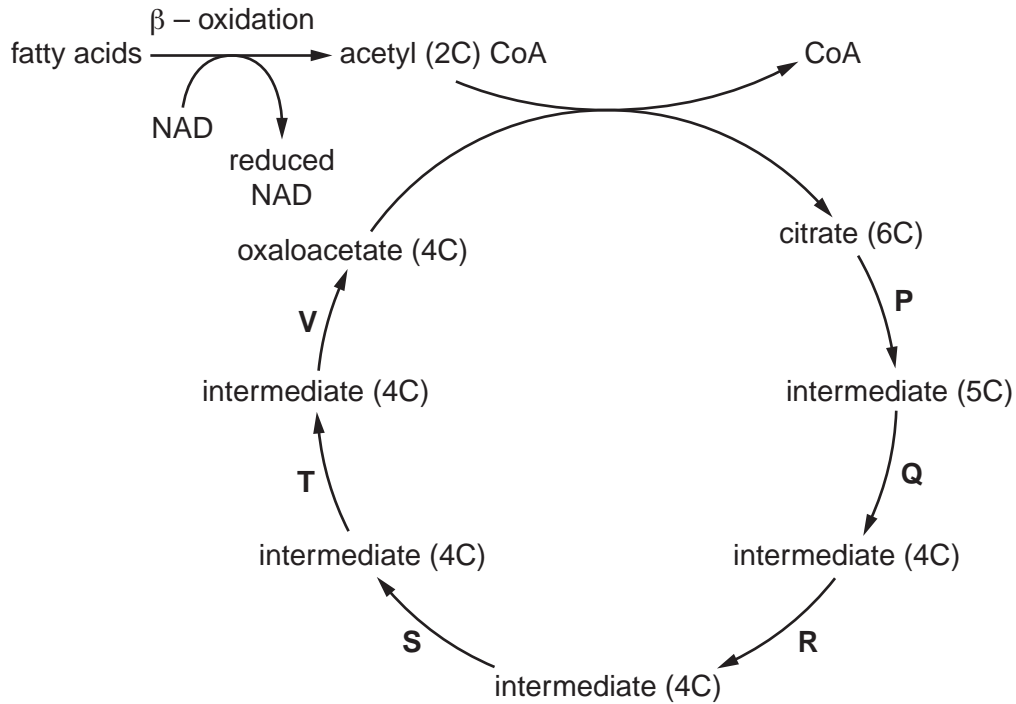 β – oxidation
fatty acids
acetyl (2C) CoA
CoA
NAD
reduced
NAD
oxaloacetate (4C)
citrate (6C)
P
V
intermediate (4C)
intermediate (5C)
Q
T
intermediate (4C)
intermediate (4C)
S
R
intermediate (4C)